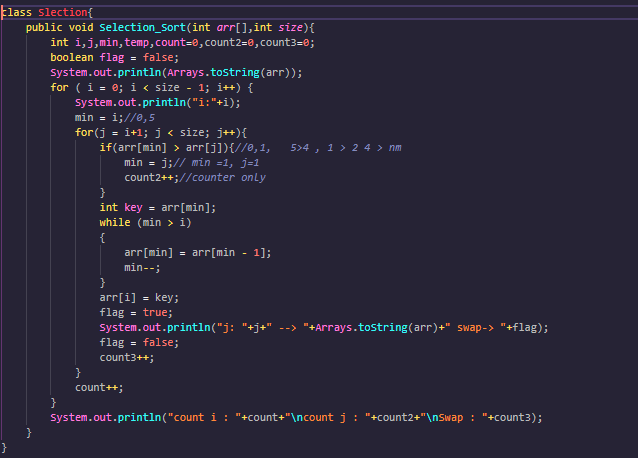 class Slection{
    public void Selection_Sort(int arr[],int size){
        int i,j,min,temp,count=0,count2=0,count3=0;
        boolean flag = false;
        System.out.println(Arrays.toString(arr));
        for ( i = 0; i < size - 1; i++) {
            System.out.println("i:"+i);
            min = i;//0,5
            for(j = i+1; j < size; j++){
                if(arr[min] > arr[j]){//0,1,   5>4 , 1 > 2 4 > nm
                    min = j;// min =1, j=1
                    count2++;//counter only
                }
                int key = arr[min];
                while (min > i)
                {
                    arr[min] = arr[min - 1];
                    min--;
                }
                arr[i] = key;
                flag = true;
                System.out.println("j: "+j+" --> "+Arrays.toString(arr)+" swap-> "+flag);
                flag = false;
                count3++;
            }
            count++;
        }
        System.out.println("count i : "+count+"\ncount j : "+count2+"\nSwap : "+count3);
    }
}